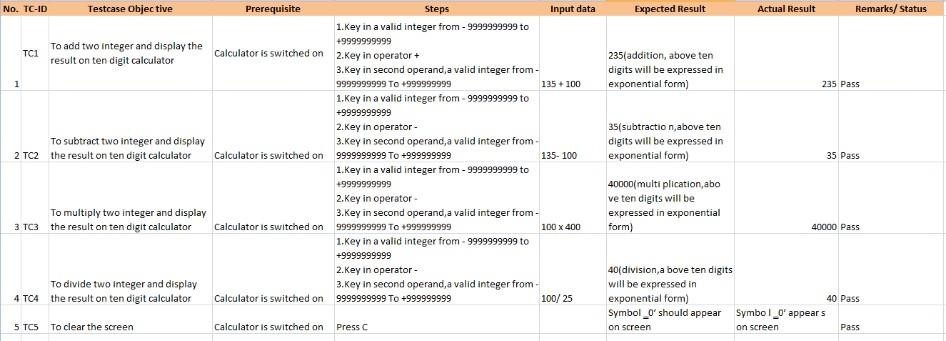 No. TC-ID Testcase Objec tive Prerequisite Steps Input data Expected Result Actual Result Remarks/ Status
1 TC1 To add two integer and display the
result on ten digit calculator
Calculator is switched on
1.Key in a valid integer from - 9999999999 to
+9999999999
2.Key in operator +
3.Key in second operand,a valid integer from -
9999999999 To +999999999
135 + 100
235(addition, above ten
digits will be expressed in
exponential form)
235 Pass
2 TC2 To subtract two integer and display
the result on ten digit calculator
Calculator is switched on
1.Key in a valid integer from - 9999999999 to
+9999999999
2.Key in operator -
3.Key in second operand,a valid integer from -
9999999999 To +999999999
135- 100
35(subtractio n,above ten
digits will be expressed in
exponential form)
35 Pass
3 TC3 To multiply two integer and display
the result on ten digit calculator
Calculator is switched on
1.Key in a valid integer from - 9999999999 to
+9999999999
2.Key in operator -
3.Key in second operand,a valid integer from -
9999999999 To +999999999
100 x 400
40000(multi plication,abo
ve ten digits will be
expressed in exponential
form)
40000 Pass
4 TC4 To divide two integer and display
the result on ten digit calculator
Calculator is switched on
1.Key in a valid integer from - 9999999999 to
+9999999999
2.Key in operator -
3.Key in second operand,a valid integer from -
9999999999 To +999999999
100/ 25
40(division,a bove ten digits
will be expressed in
exponential form)
40 Pass
5 TC5 To clear the screen
Calculator is switched on
Press C
Symbol _0' should appear
on screen
Symbo l _0' appear s
on screen
Pass